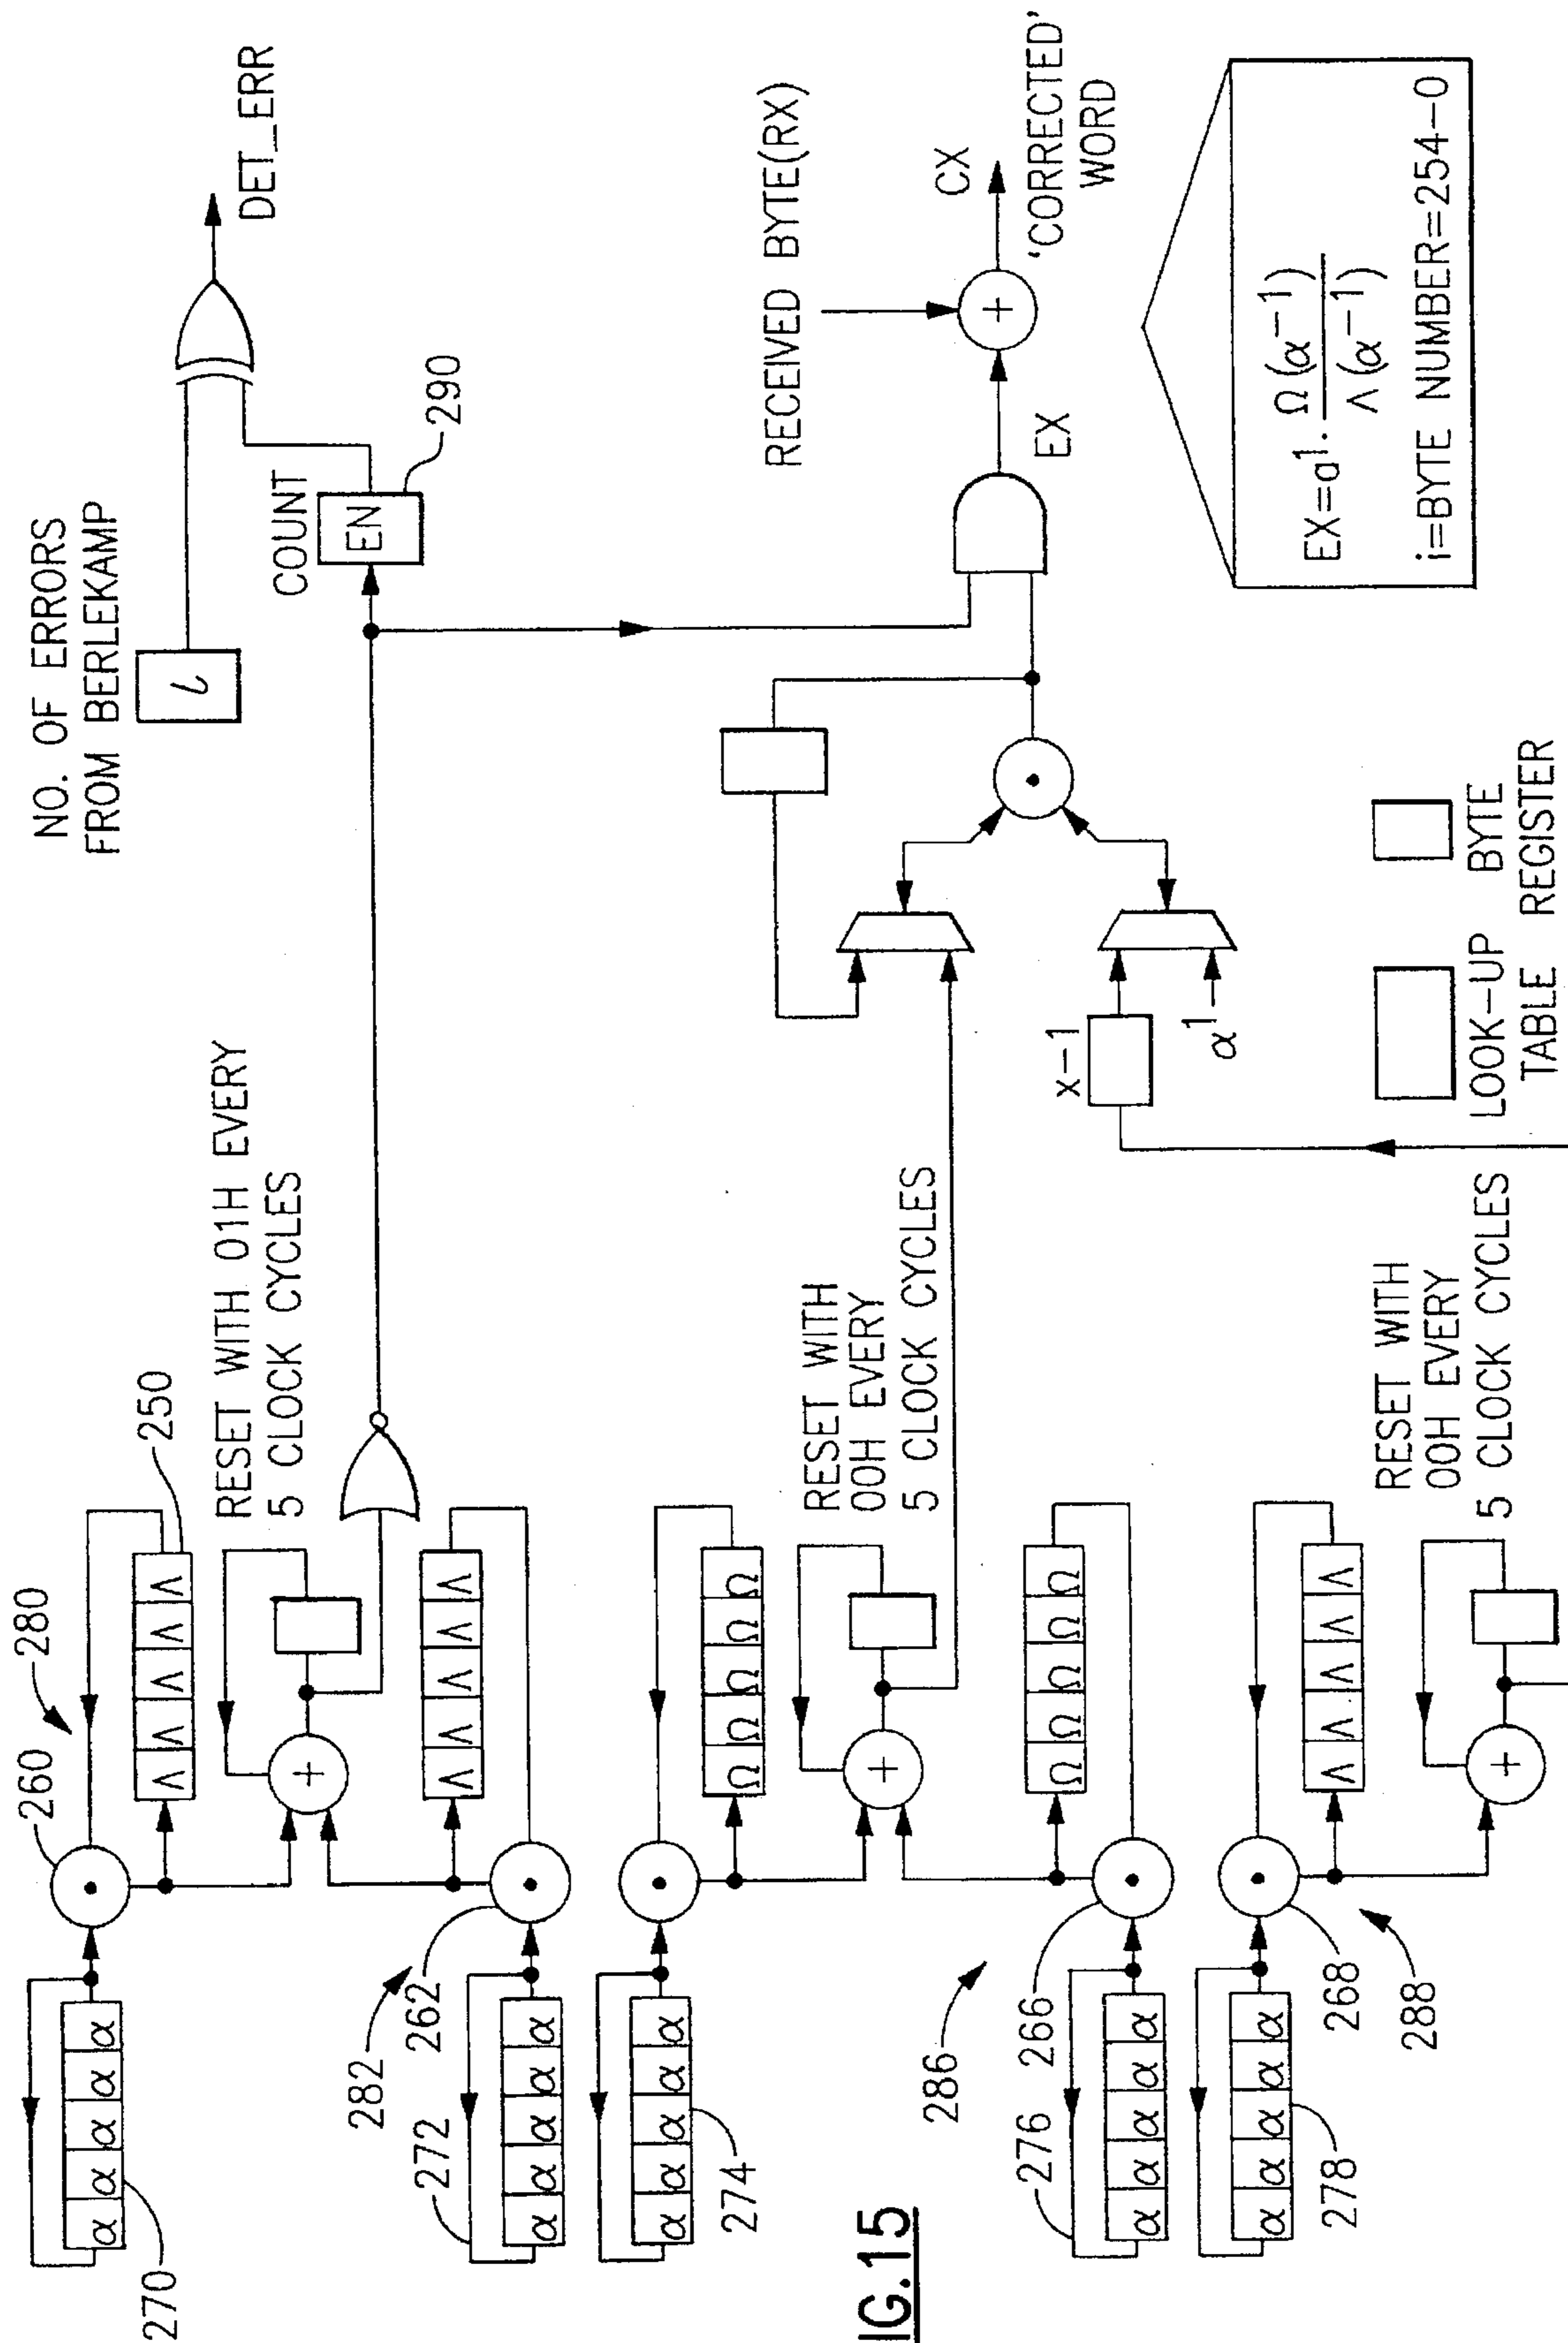 270
α α α α α
260
280
Λ Λ Λ Λ Λ
250
RESET WITH 01H EVERY
5 CLOCK CYCLES
+
Λ Λ Λ Λ Λ
282
262
272
α α α α α
NO. OF ERRORS
FROM BERLEKAMP
l
COUNT
EN
290
DET_ERR
274
α α α α α
Ω Ω Ω Ω Ω
RESET WITH
00H EVERY
5 CLOCK CYCLES
+
Ω Ω Ω Ω Ω
286
266
276
α α α α α
RECEIVED BYTE(RX)
+
EX
CX
'CORRECTED'
WORD
x-1
α1
278
α α α α α
268
288
Λ Λ Λ Λ Λ
RESET WITH
00H EVERY
5 CLOCK CYCLES
+
LOOK-UP
TABLE
BYTE
REGISTER
EX=a1. Ω(α-1)
Λ(α-1)
i=BYTE NUMBER=254-0
IG.15